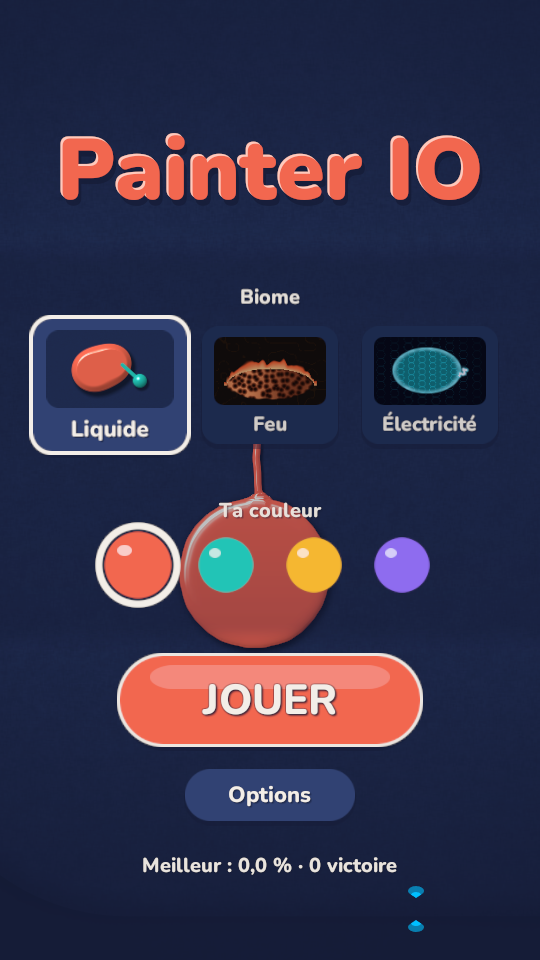 Painter IO
Biome
Liquide
Feu
Électricité
Ta couleur
JOUER
Options
Meilleur : 0,0 % · 0 victoire